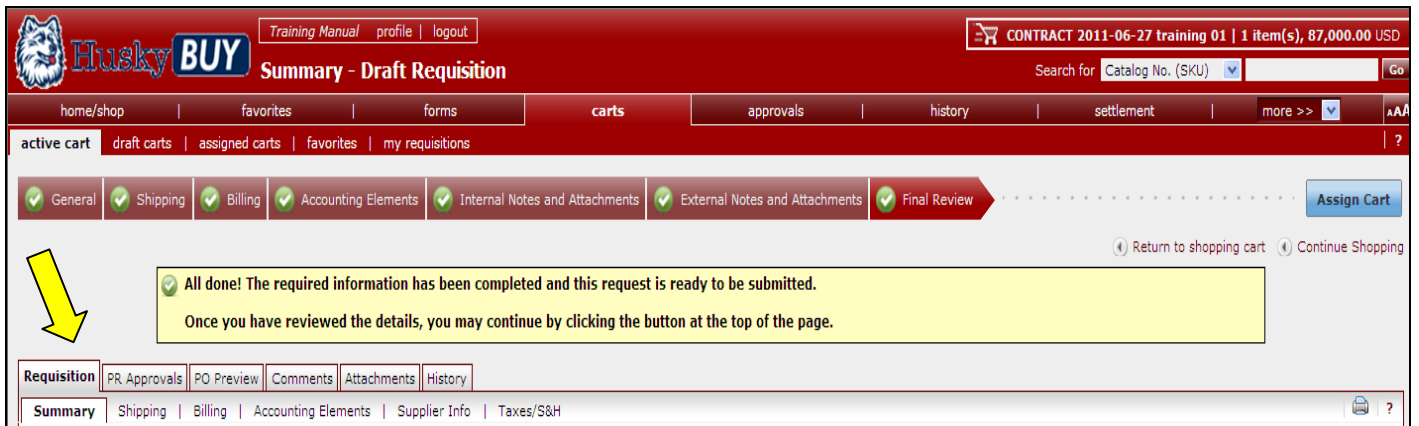 Husky BUY
Training Manual profile | logout
CONTRACT 2011-06-27 training 01 | 1 item(s), 87,000.00 USD
Summary - Draft Requisition
Search for Catalog No. (SKU) Go
home/shop | favorites | forms carts approvals | history | settlement | more >> AAA
active cart draft carts | assigned carts | favorites | my requisitions | ?
General Shipping Billing Accounting Elements Internal Notes and Attachments External Notes and Attachments Final Review Assign Cart
Return to shopping cart Continue Shopping
All done! The required information has been completed and this request is ready to be submitted.
Once you have reviewed the details, you may continue by clicking the button at the top of the page.
Requisition PR Approvals PO Preview Comments Attachments History
Summary Shipping | Billing | Accounting Elements | Supplier Info | Taxes/S&H ?